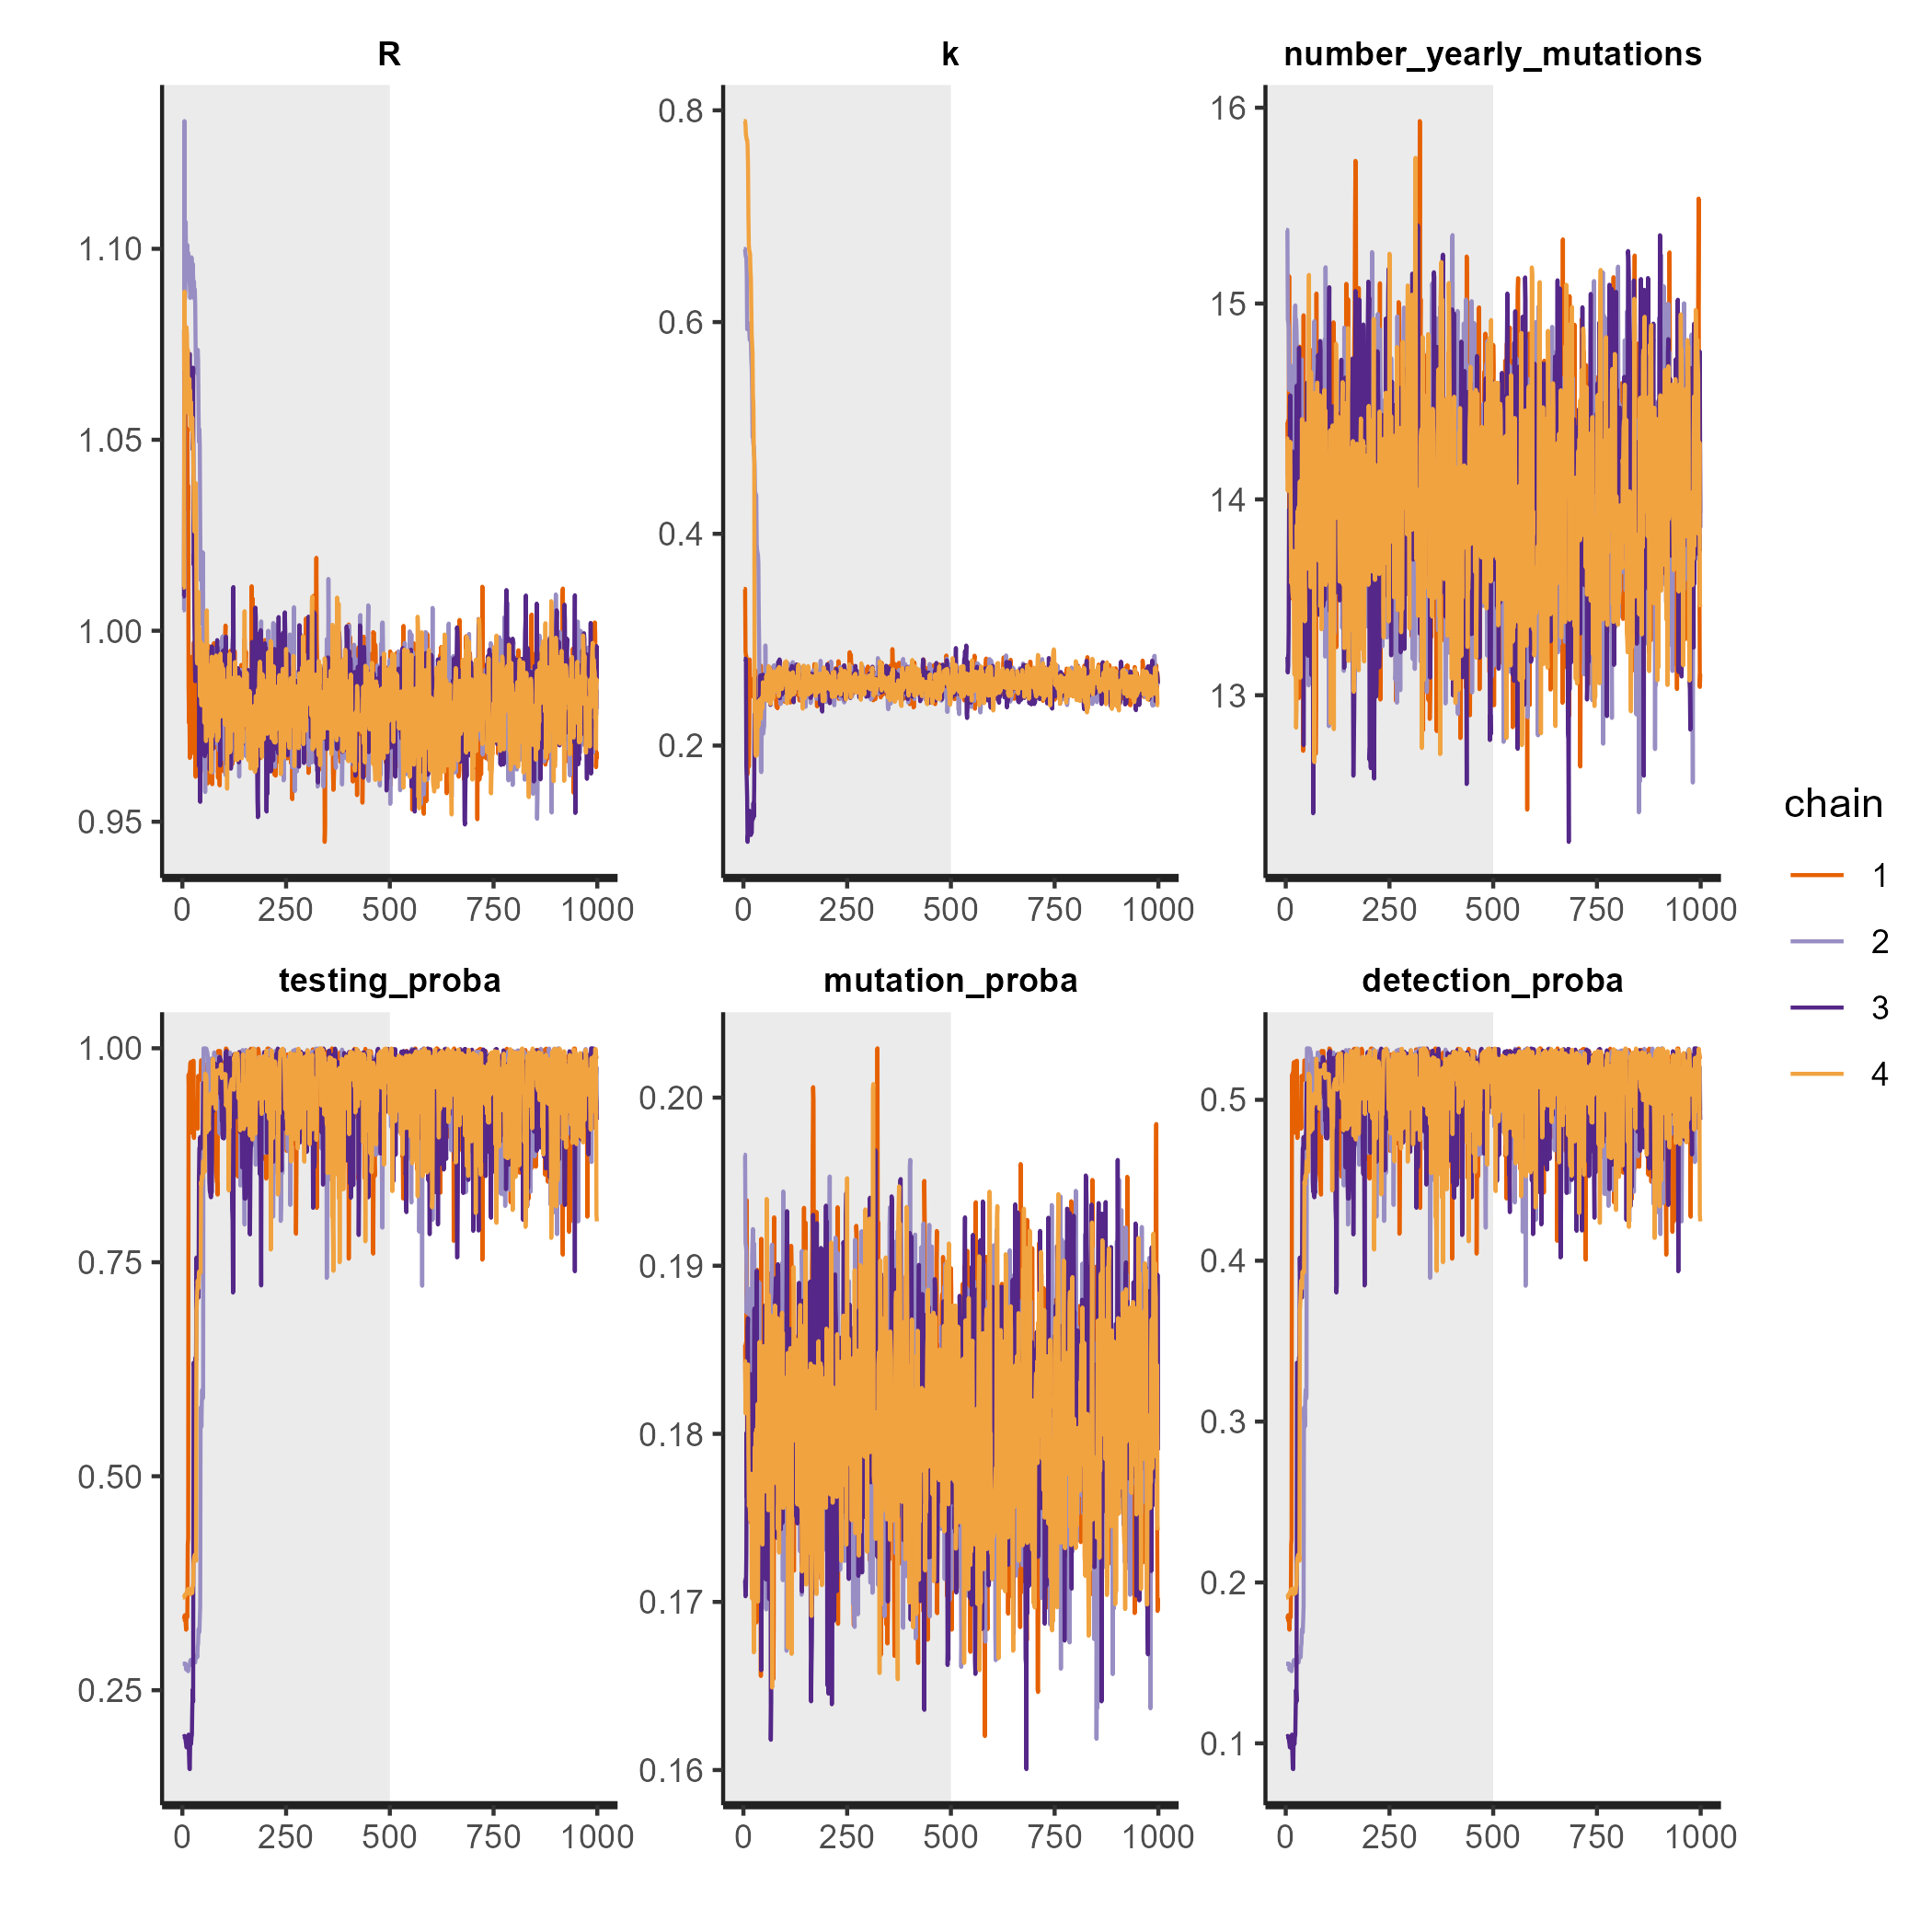 R k number_yearly_mutations
0.8 16
1.10 15
0.6
1.05
0.4 14
1.00
0.2 13
0.95
0 250 500 750 1000 0 250 500 750 1000 0 250 500 750 1000
testing_proba mutation_proba detection_proba
1.00 0.20 0.5
0.75 0.19 0.4
0.50 0.18 0.3
0.25 0.17 0.2
0.16 0.1
0 250 500 750 1000 0 250 500 750 1000 0 250 500 750 1000
chain
1
2
3
4